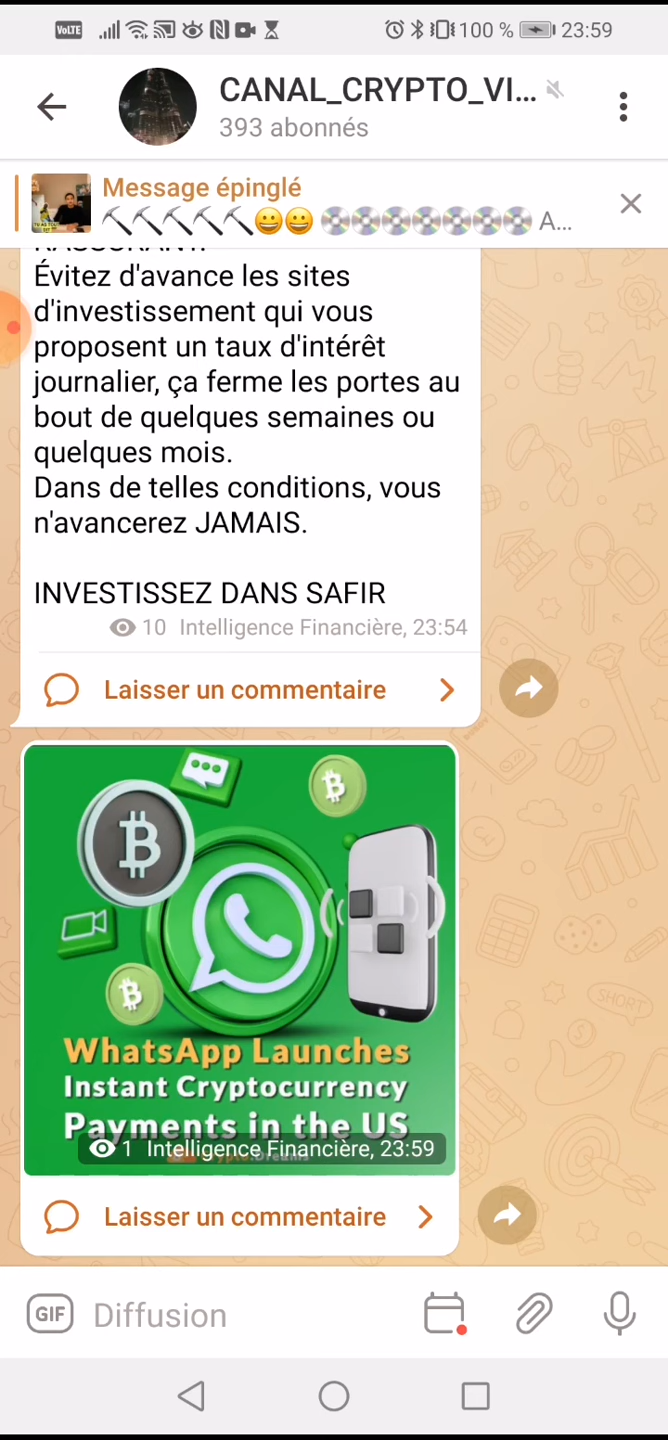 VoLTE 100 % 23:59
CANAL_CRYPTO_VI...
393 abonnés
Message épinglé
⛏⛏⛏⛏⛏😀😀 💿💿💿💿💿💿💿 A...
RASSURANT.
Évitez d'avance les sites
d'investissement qui vous
proposent un taux d'intérêt
journalier, ça ferme les portes au
bout de quelques semaines ou
quelques mois.
Dans de telles conditions, vous
n'avancerez JAMAIS.
INVESTISSEZ DANS SAFIR
10 Intelligence Financière, 23:54
Laisser un commentaire
WhatsApp Launches
Instant Cryptocurrency
Payments in the US
1 Intelligence Financière, 23:59
Laisser un commentaire
GIF Diffusion